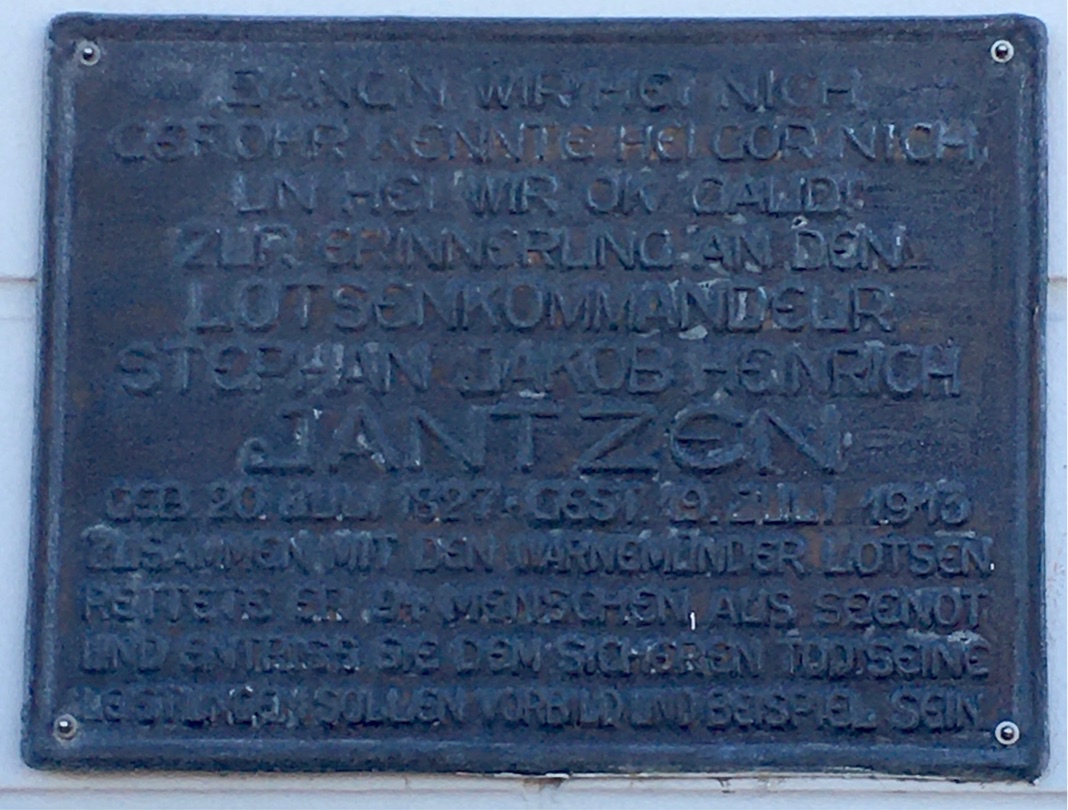 BANGN WIR HEI NICH
GEFOHR KENNTE HEI GOR NICH
UN HEI WIR OK GAUD!
ZUR ERINNERUNG AN DEN
LOTSENKOMMANDEUR
STEPHAN JAKOB HEINRICH
JANTZEN
GEB. 20. JULI 1827. GEST. 19. JULI 1913
ZUSAMMEN MIT DEN WARNEMÜNDER LOTSEN
RETTETE ER MENSCHEN AUS SEENOT
UND ENTRISS SIE DEM SICHEREN TOD. SEINE
LEISTUNGEN SOLLEN VORBILD UND BEISPIEL SEIN.